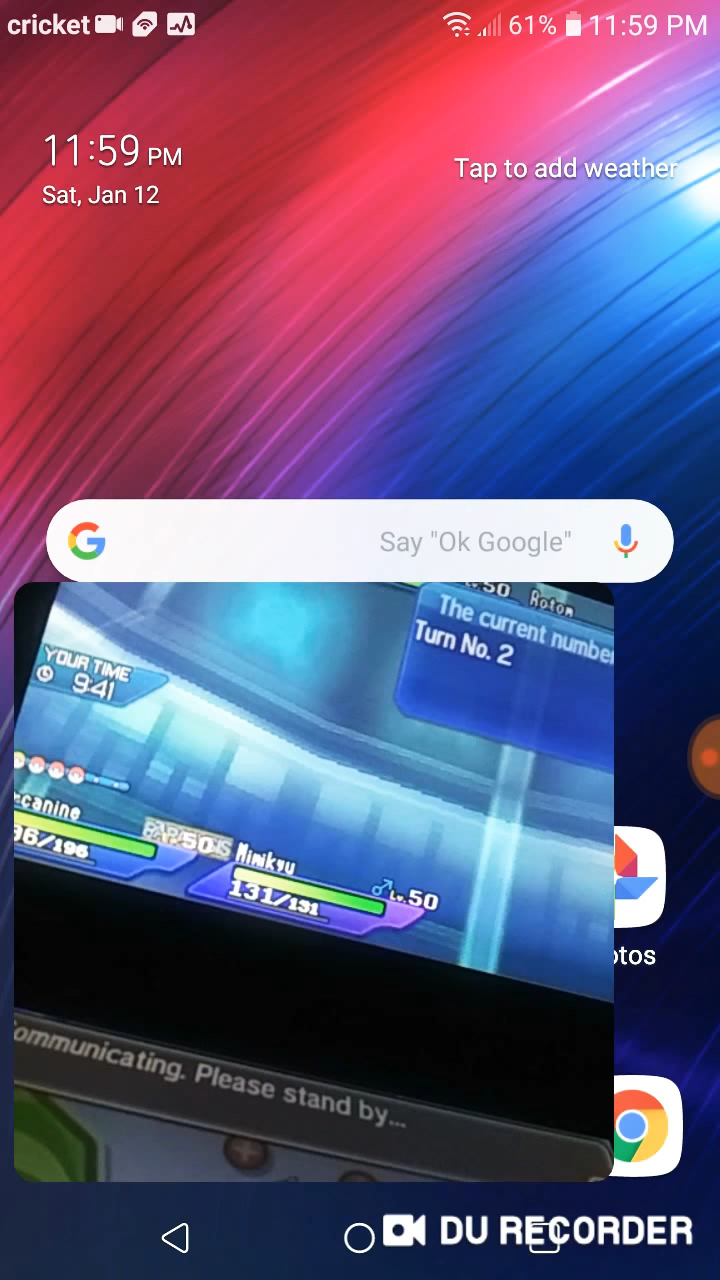 cricket 61% 11:59 PM
11:59 PM
Tap to add weather
Sat, Jan 12
Say "Ok Google"
.50 Rotom
The current number
Turn No. 2
YOUR TIME
9:41
canine
96/196
50
Mimikyu
♂Lv.50
131/131
otos
ommunicating. Please stand by...
DU RECORDER